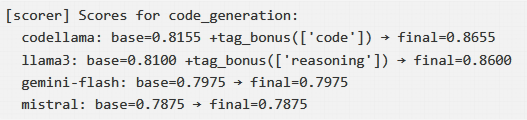 [scorer] Scores for code_generation:
codellama: base=0.8155 +tag_bonus(['code']) → final=0.8655
llama3: base=0.8100 +tag_bonus(['reasoning']) → final=0.8600
gemini-flash: base=0.7975 → final=0.7975
mistral: base=0.7875 → final=0.7875